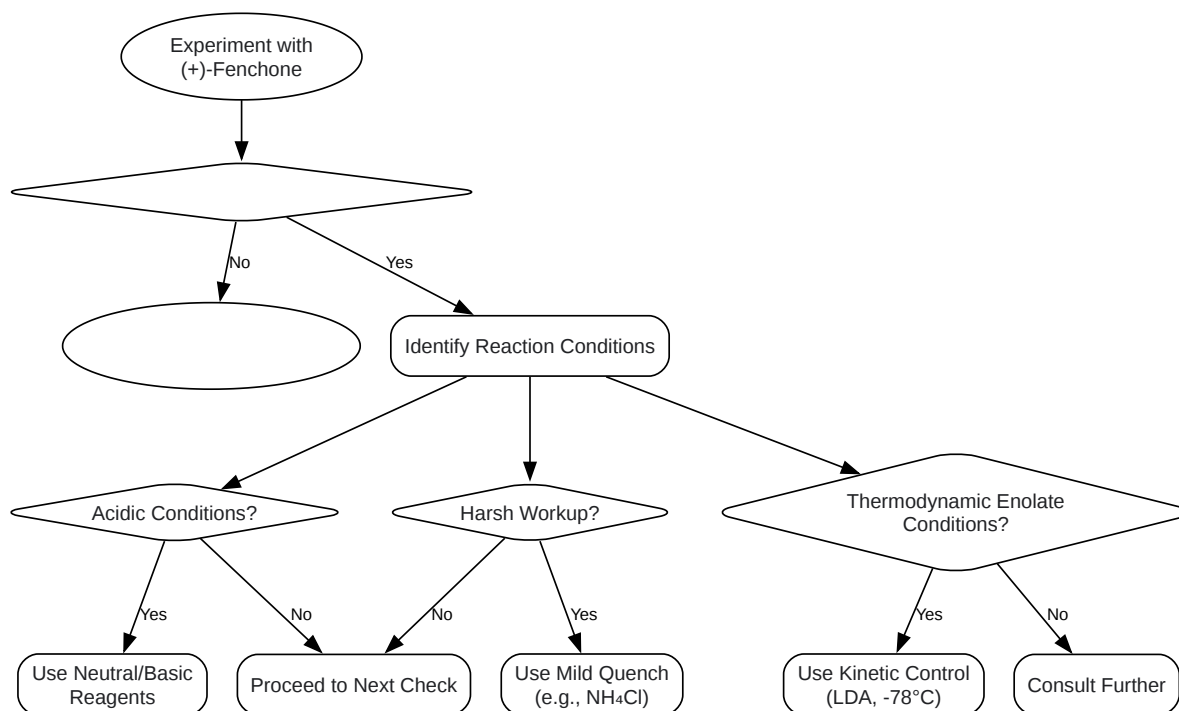 Experiment with
(+)-Fenchone
No
Yes
Identify Reaction Conditions
Acidic Conditions?
Harsh Workup?
Thermodynamic Enolate
Conditions?
Yes
No
No
Yes
Yes
No
Use Neutral/Basic
Reagents
Proceed to Next Check
Use Mild Quench
(e.g., NH₄Cl)
Use Kinetic Control
(LDA, -78°C)
Consult Further